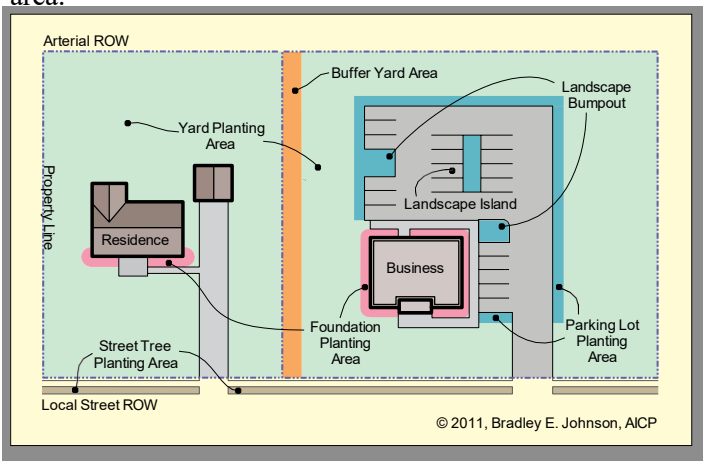 area.
Arterial ROW
Buffer Yard Area
Landscape
Bumpout
Yard Planting
Area
Property Line
Landscape Island
Residence
Business
Foundation
Planting
Area
Parking Lot
Planting
Area
Street Tree
Planting Area
Local Street ROW
© 2011, Bradley E. Johnson, AICP